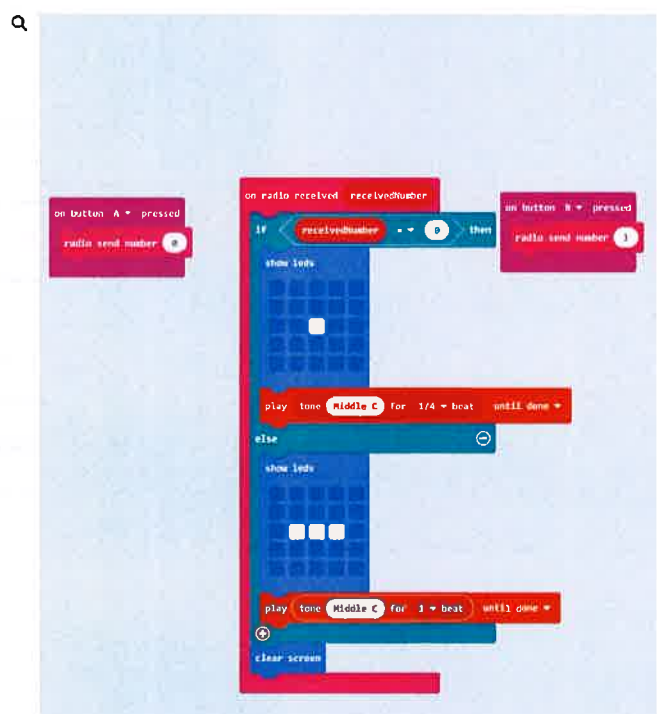 on radio received receivedNumber
on button A pressed
radio send number 0
on button B pressed
radio send number 1
if receivedNumber = 0 then
show leds
play tone Middle C for 1/4 beat until done
else
show leds
play tone Middle C for 1 beat until done
clear screen